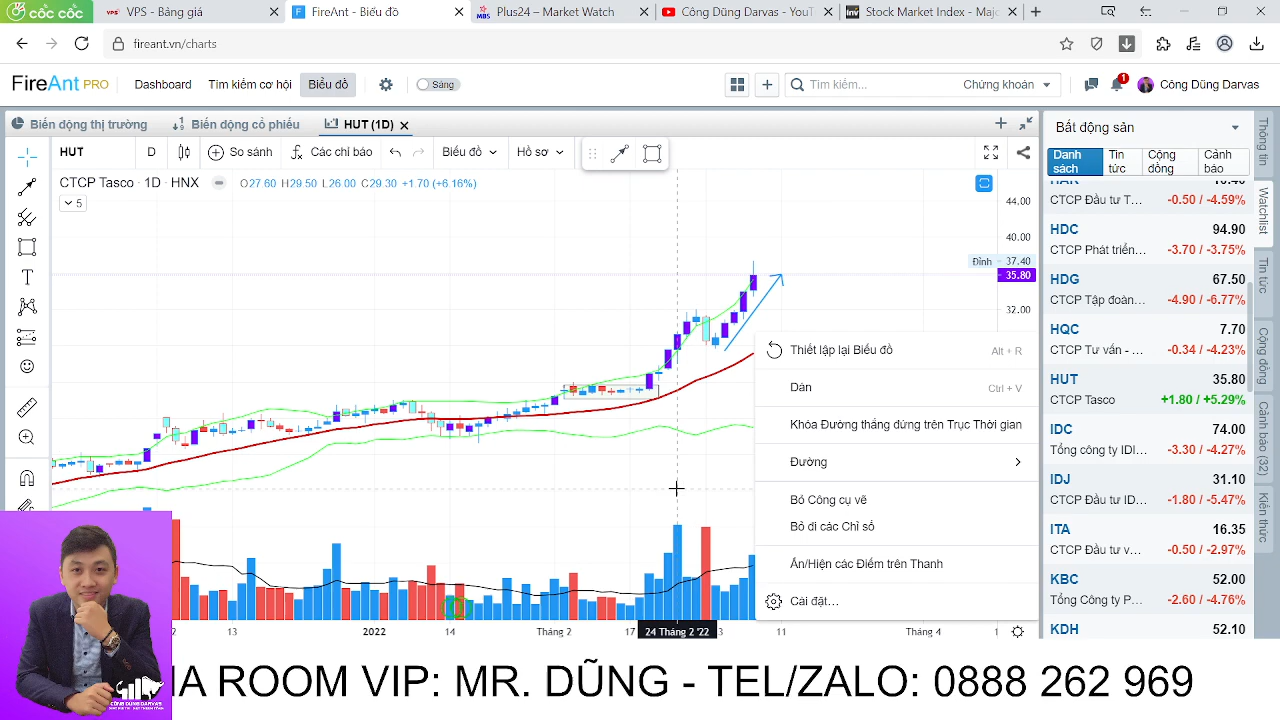 cốc cốc
VPS - Bảng giá
FireAnt - Biểu đồ
MBS
Plus24 – Market Watch
Công Dũng Darvas - YouT
Inv
Stock Market Index - Majo
fireant.vn/charts
FireAnt PRO
Dashboard
Tìm kiếm cơ hội
Biểu đồ
Sáng
Tìm kiếm...
Chứng khoán
1
Công Dũng Darvas
Biến động thị trường
Biến động cổ phiếu
HUT (1D)
HUT
D
So sánh
Các chỉ báo
Biểu đồ
Hồ sơ
CTCP Tasco · 1D · HNX
O27.60 H29.50 L26.00 C29.30 +1.70 (+6.16%)
5
44.00
40.00
Đỉnh
37.40
35.80
32.00
Thiết lập lại Biểu đồ
Alt + R
Dán
Ctrl + V
Khóa Đường thẳng đứng trên Trục Thời gian
Đường
Bỏ Công cụ vẽ
Bỏ đi các Chỉ số
Ẩn/Hiện các Điểm trên Thanh
Cài đặt...
2
13
2022
14
Tháng 2
17
24 Tháng 2 '22
3
11
Tháng 4
1
Bất động sản
Danh sách
Tin tức
Cộng đồng
Cảnh báo
HAR
10.40
CTCP Đầu tư T...
-0.50 / -4.59%
HDC
94.90
CTCP Phát triển...
-3.70 / -3.75%
HDG
67.50
CTCP Tập đoàn...
-4.90 / -6.77%
HQC
7.70
CTCP Tư vấn - ...
-0.34 / -4.23%
HUT
35.80
CTCP Tasco
+1.80 / +5.29%
IDC
74.00
Tổng công ty IDI...
-3.30 / -4.27%
IDJ
31.10
CTCP Đầu tư ID...
-1.80 / -5.47%
ITA
16.35
CTCP Đầu tư v...
-0.50 / -2.97%
KBC
52.00
Tổng Công ty P...
-2.60 / -4.76%
KDH
52.10
Thông tin
Watchlist
Tin tức
Cộng đồng
Cảnh báo (32)
Kiến thức
IA ROOM VIP: MR. DŨNG - TEL/ZALO: 0888 262 969
CÔNG DŨNG DARVAS